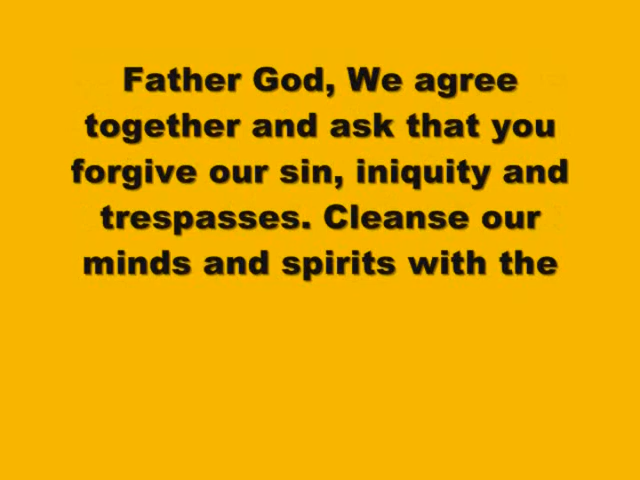 Father God, We agree
together and ask that you
forgive our sin, iniquity and
trespasses. Cleanse our
minds and spirits with the